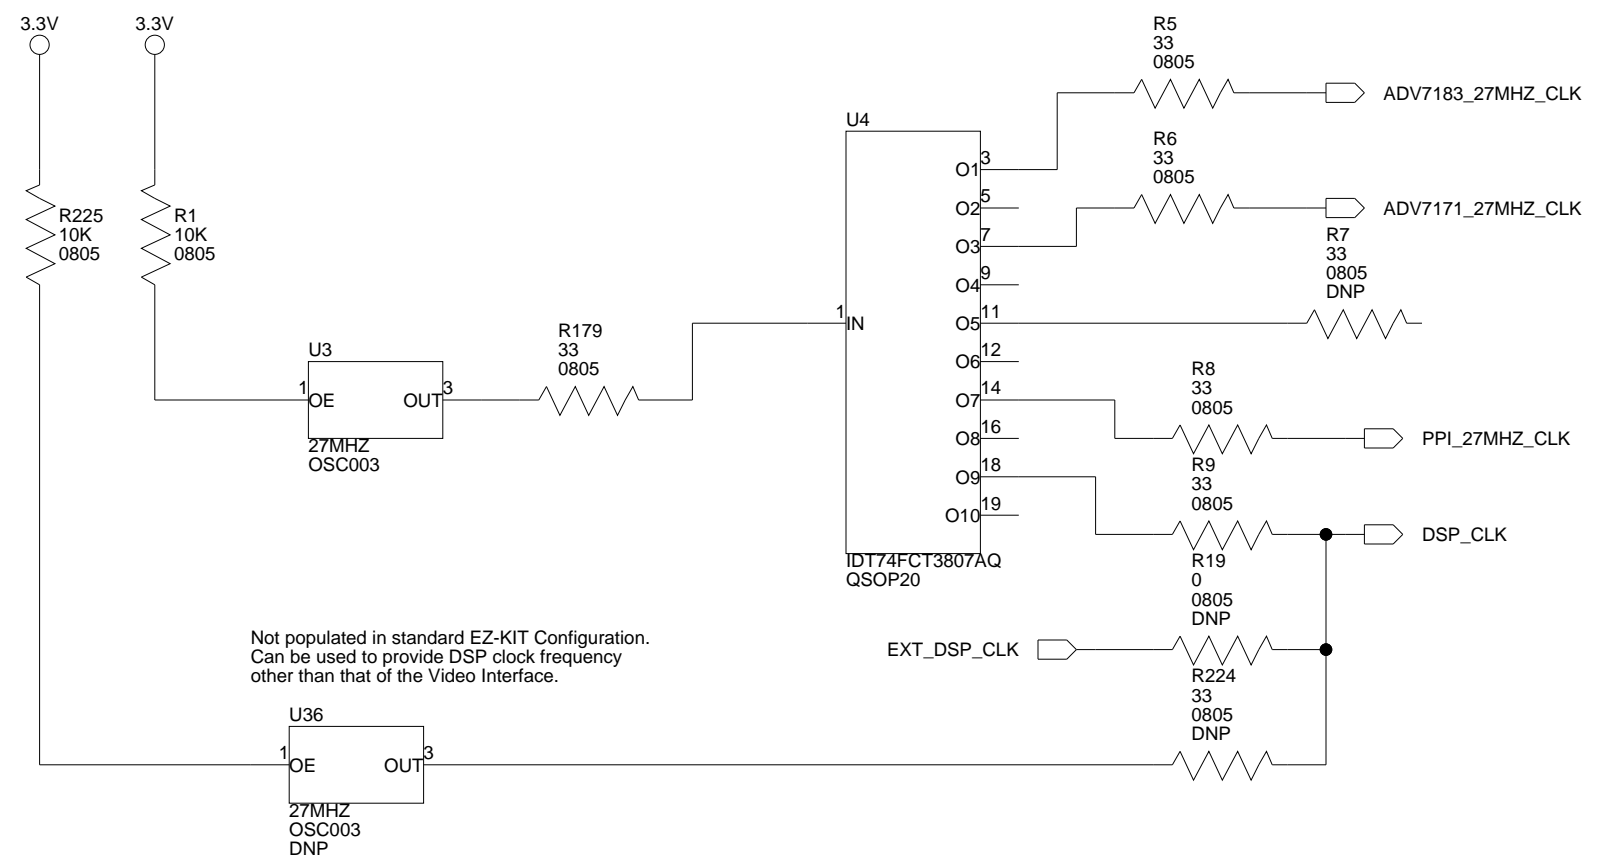 3.3V
3.3V
R225
10K
0805
R1
10K
0805
U3
1
OE
OUT
3
27MHZ
OSC003
R179
33
0805
U4
1
IN
O1
3
O2
5
O3
7
O4
9
O5
11
O6
12
O7
14
O8
16
O9
18
O10
19
IDT74FCT3807AQ
QSOP20
R5
33
0805
ADV7183_27MHZ_CLK
R6
33
0805
ADV7171_27MHZ_CLK
R7
33
0805
DNP
R8
33
0805
PPI_27MHZ_CLK
R9
33
0805
DSP_CLK
R19
0
0805
DNP
EXT_DSP_CLK
R224
33
0805
DNP
Not populated in standard EZ-KIT Configuration.
Can be used to provide DSP clock frequency
other than that of the Video Interface.
U36
1
OE
OUT
3
27MHZ
OSC003
DNP